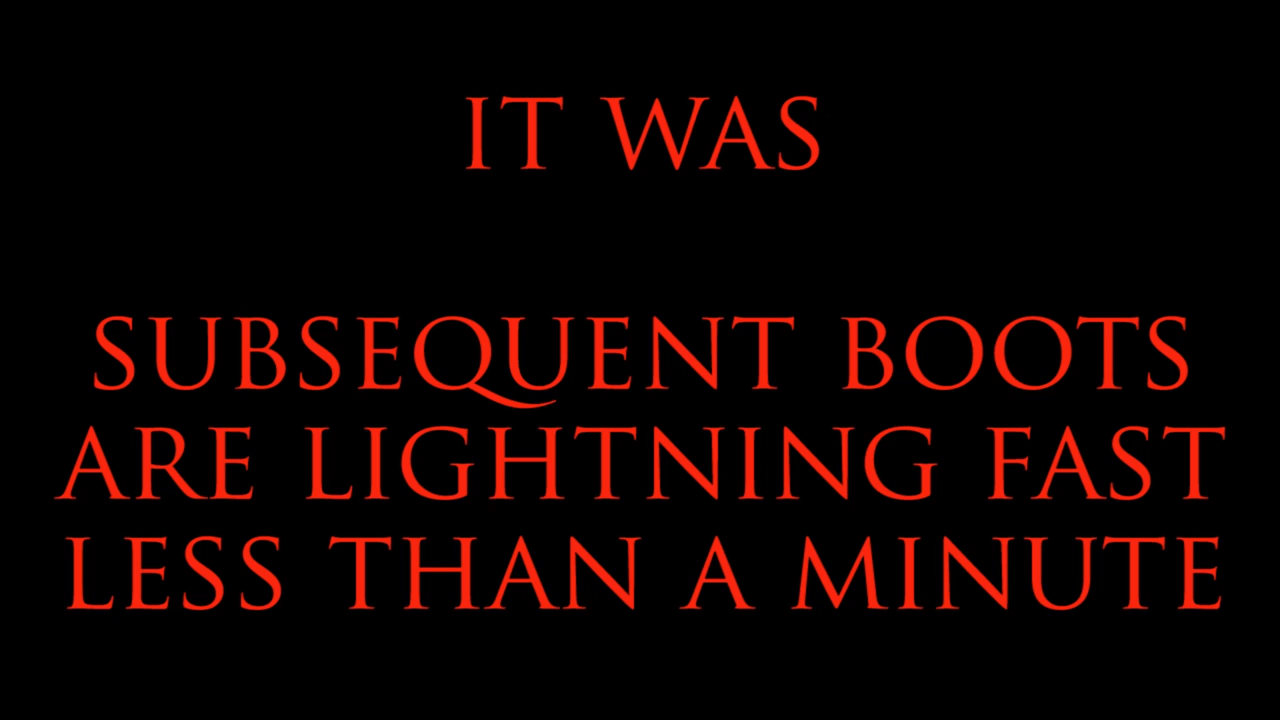 IT WAS
SUBSEQUENT BOOTS
ARE LIGHTNING FAST
LESS THAN A MINUTE